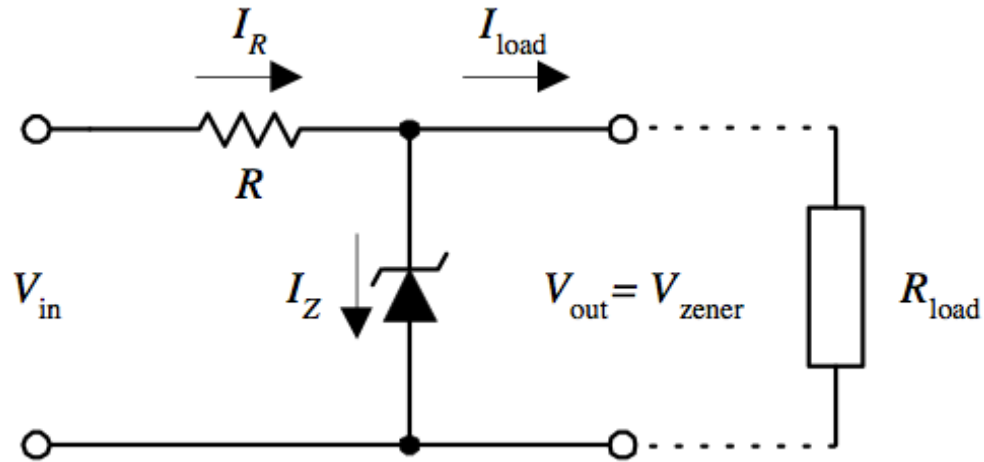 I_R
I_load
R
V_in
I_Z
V_out = V_zener
R_load